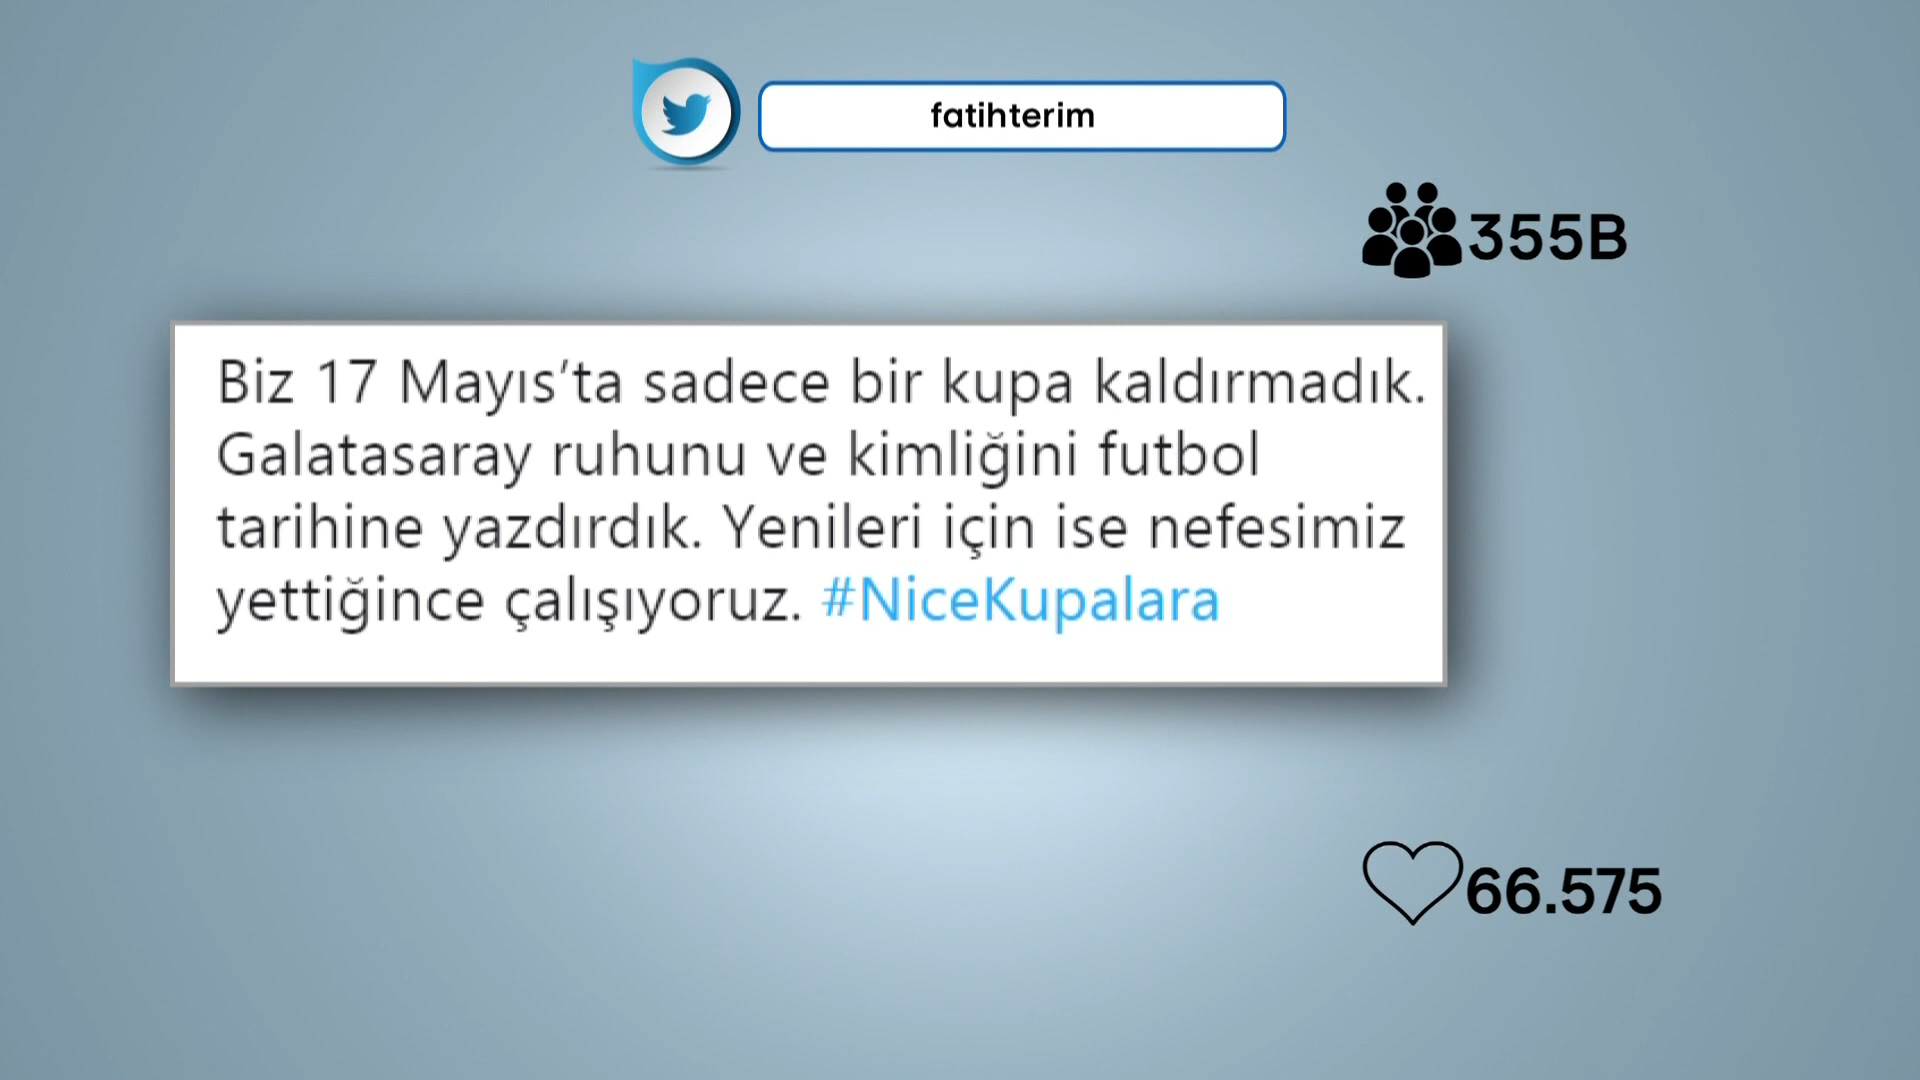 fatihterim
355B
Biz 17 Mayıs’ta sadece bir kupa kaldırmadık.
Galatasaray ruhunu ve kimliğini futbol
tarihine yazdırdık. Yenileri için ise nefesimiz
yettiğince çalışıyoruz. #NiceKupalara
66.575